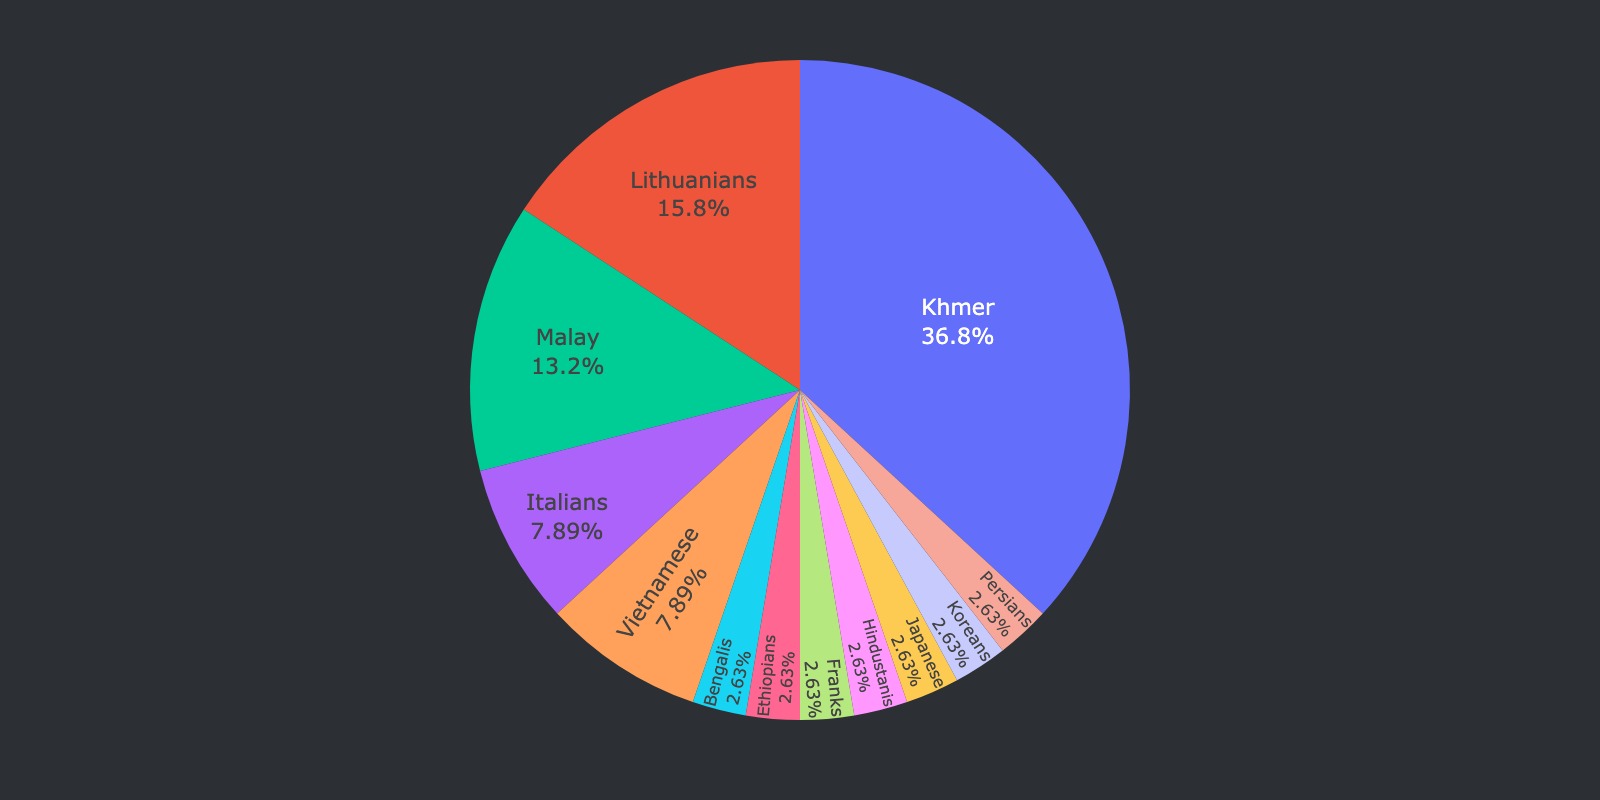 Lithuanians
15.8%
Khmer
36.8%
Malay
13.2%
Italians
7.89%
Vietnamese
7.89%
Bengalis
2.63%
Ethiopians
2.63%
Franks
2.63%
Hindustanis
2.63%
Japanese
2.63%
Koreans
2.63%
Persians
2.63%